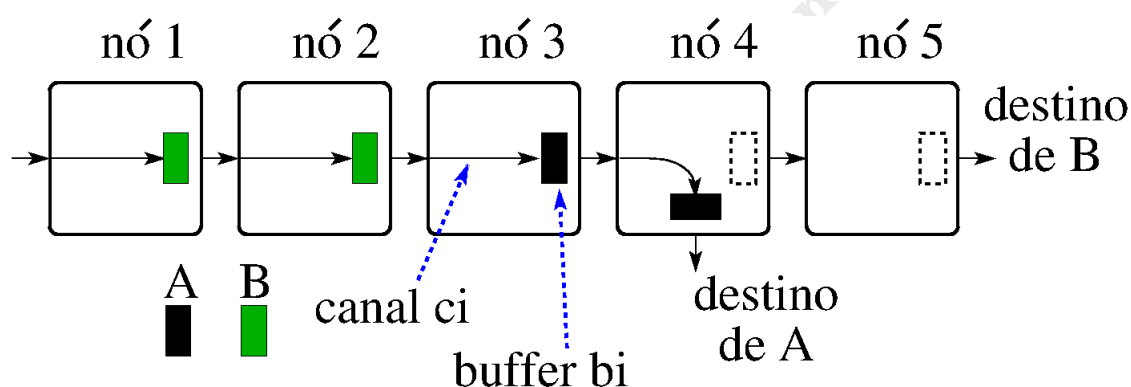 nó 1 nó 2 nó 3 nó 4 nó 5
destino
de B
A B
canal ci
buffer bi
destino
de A